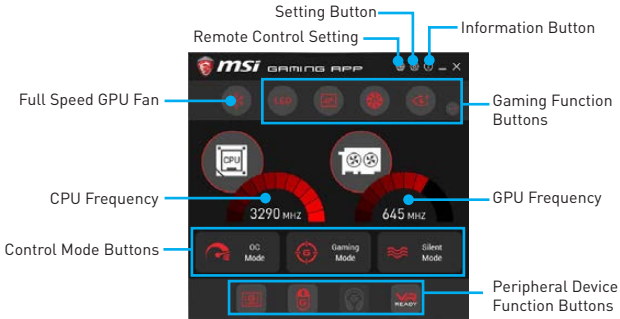 Setting Button
Remote Control Setting
Information Button
msi GAMING APP
Full Speed GPU Fan
LED
Gaming Function
Buttons
CPU
CPU Frequency
3290 MHZ
645 MHZ
GPU Frequency
Control Mode Buttons
OC
Mode
G
Gaming
Mode
Silent
Mode
G
VR
READY
Peripheral Device
Function Buttons